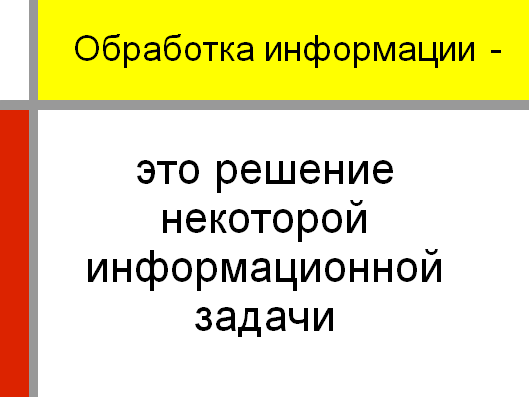 Обработка информации -
это решение
некоторой
информационной
задачи